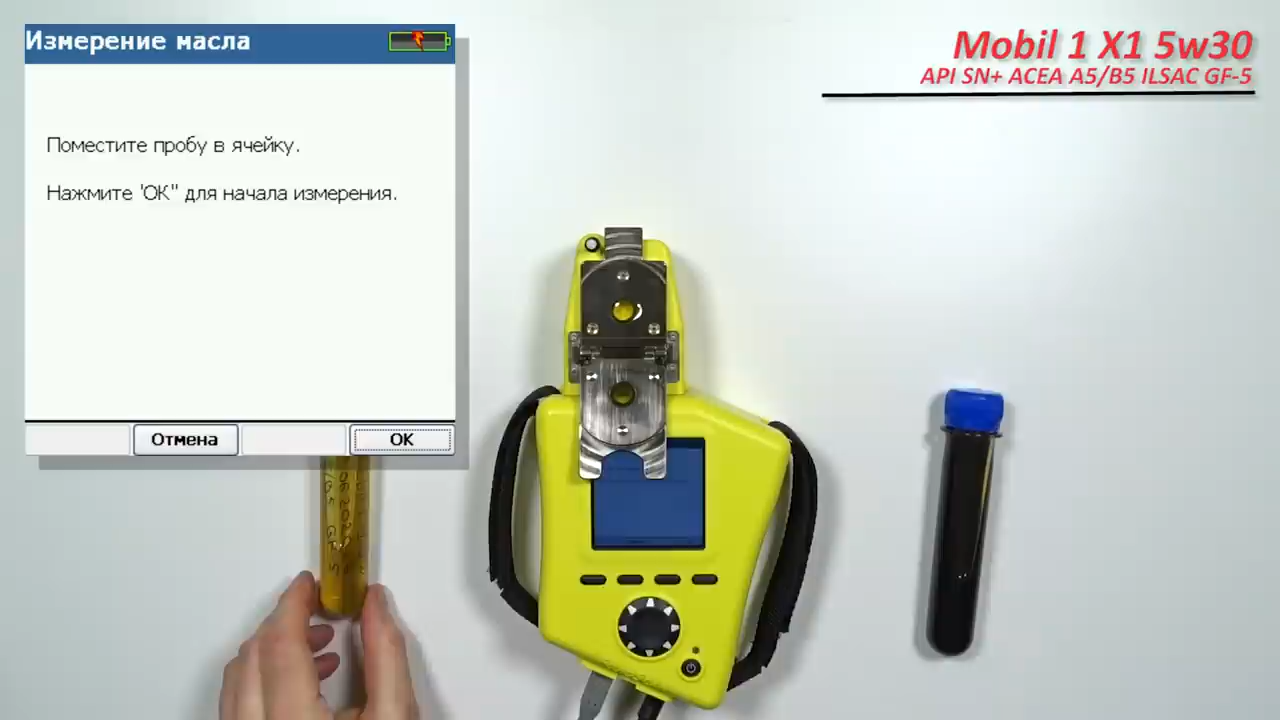 Измерение масла
Mobil 1 X1 5w30
API SN+ ACEA A5/B5 ILSAC GF-5
Поместите пробу в ячейку.
Нажмите 'ОК" для начала измерения.
Отмена
ОК